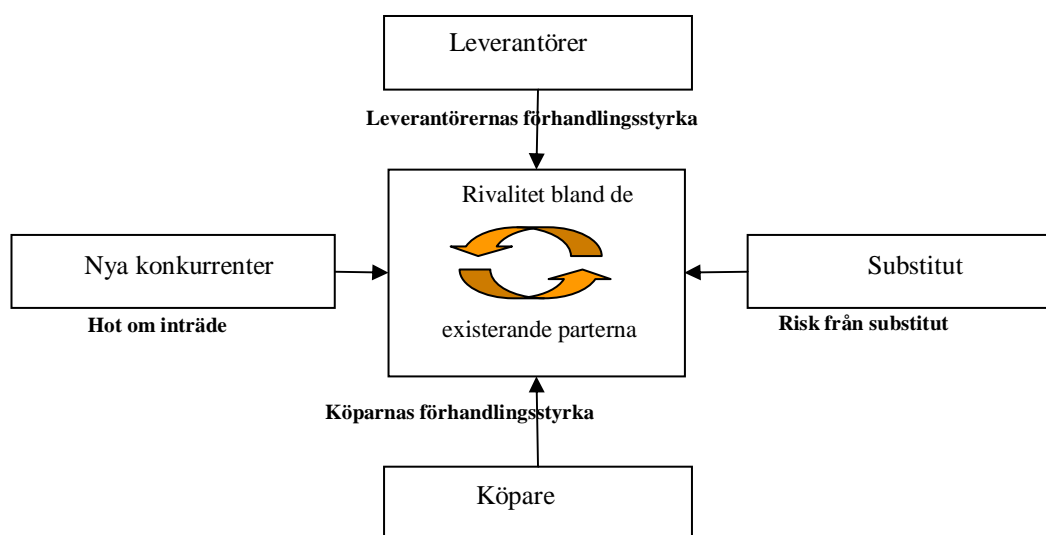 Leverantörer
Leverantörernas förhandlingsstyrka
Rivalitet bland de
existerande parterna
Nya konkurrenter
Hot om inträde
Substitut
Risk från substitut
Köparnas förhandlingsstyrka
Köpare